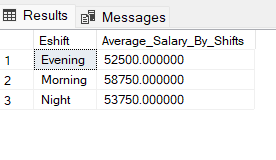 Results Messages
Eshift Average_Salary_By_Shifts
1 Evening 52500.000000
2 Morning 58750.000000
3 Night 53750.000000